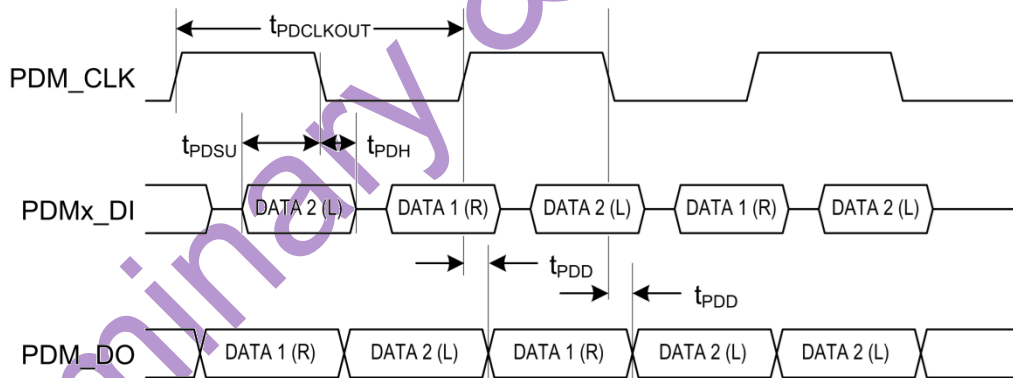 tPDCLKOUT
PDM_CLK
tPDSU
tPDH
PDMx_DI
DATA 2 (L)
DATA 1 (R)
DATA 2 (L)
DATA 1 (R)
DATA 2 (L)
tPDD
tPDD
PDM_DO
DATA 1 (R)
DATA 2 (L)
DATA 1 (R)
DATA 2 (L)
DATA 2 (L)
minary